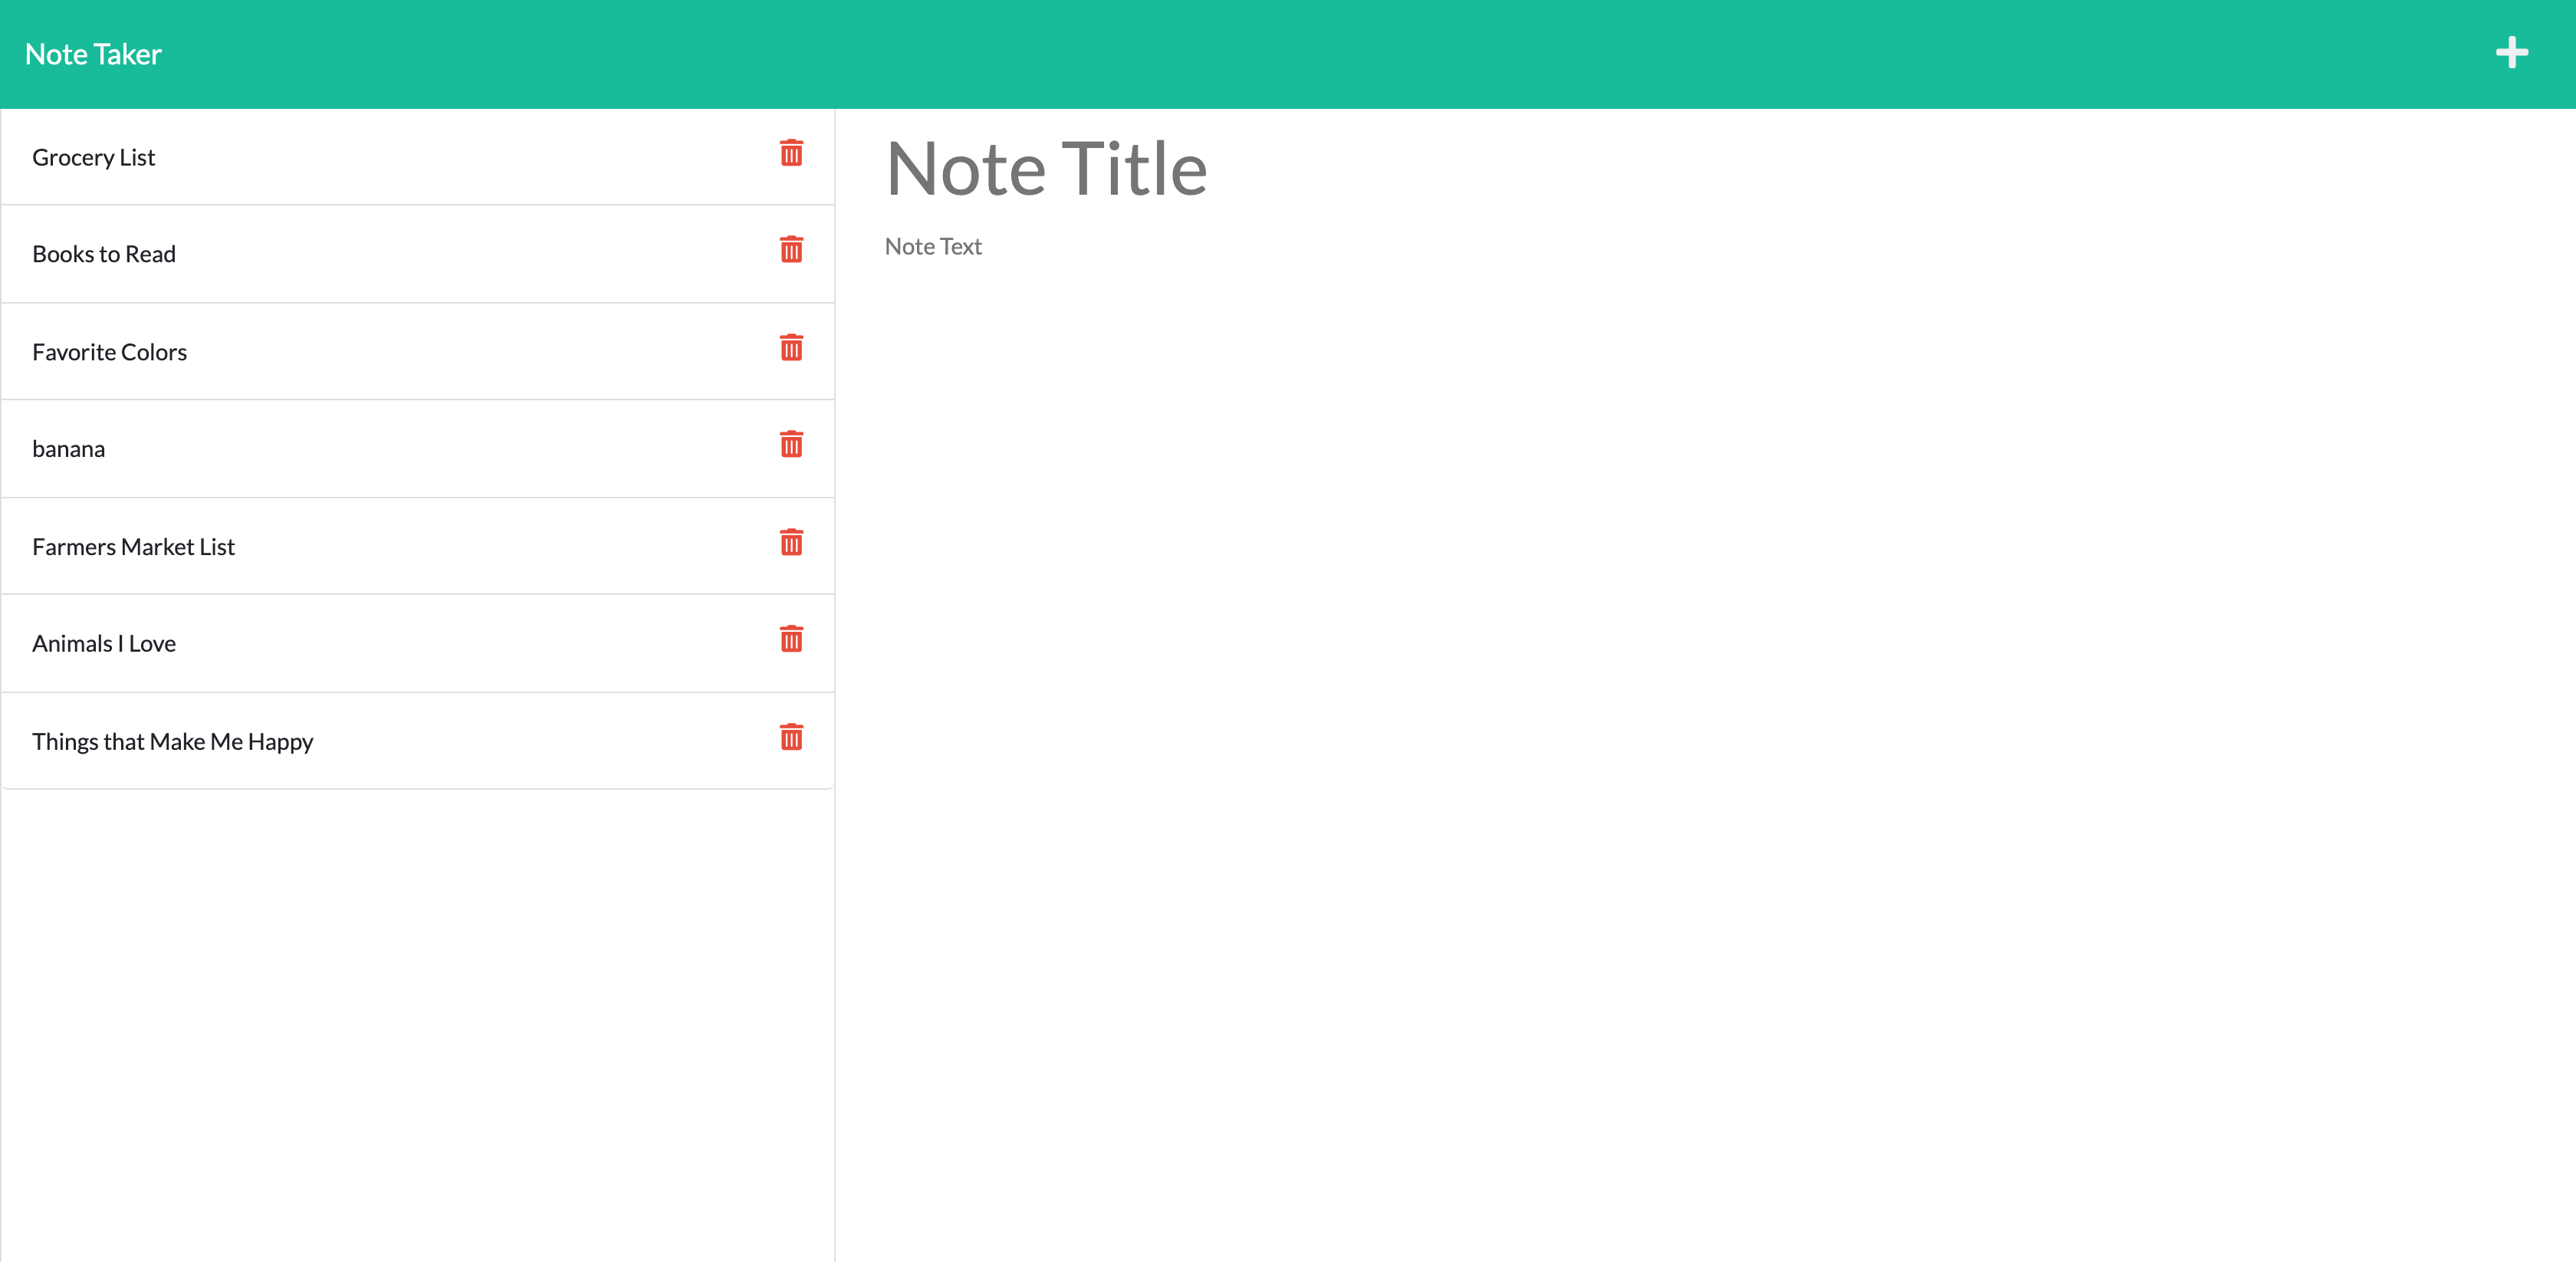 Note Taker
Grocery List
Books to Read
Favorite Colors
banana
Farmers Market List
Animals I Love
Things that Make Me Happy
Note Title
Note Text